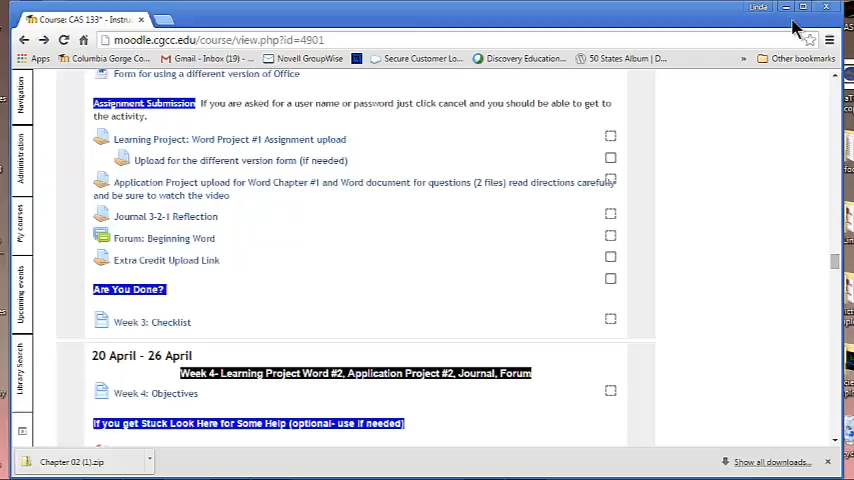 Linda
Course: CAS 133* - Instru
moodle.cgcc.edu/course/view.php?id=4901
Apps
Columbia Gorge Co...
Gmail - Inbox (19) - ...
Novell GroupWise
Secure Customer Lo...
Discovery Education...
50 States Album (D...
»
Other bookmarks
Navigation
Administration
My courses
Upcoming events
Library Search
Form for using a different version of Office
Assignment Submission If you are asked for a user name or password just click cancel and you should be able to get to
the activity.
Learning Project: Word Project #1 Assignment upload
Upload for the different version form (if needed)
Application Project upload for Word Chapter #1 and Word document for questions (2 files) read directions carefully
and be sure to watch the video
Journal 3-2-1 Reflection
Forum: Beginning Word
Extra Credit Upload Link
Are You Done?
Week 3: Checklist
20 April - 26 April
Week 4- Learning Project Word #2, Application Project #2, Journal, Forum
Week 4: Objectives
If you get Stuck Look Here for Some Help (optional- use if needed)
Chapter 02 (1).zip
Show all downloads...